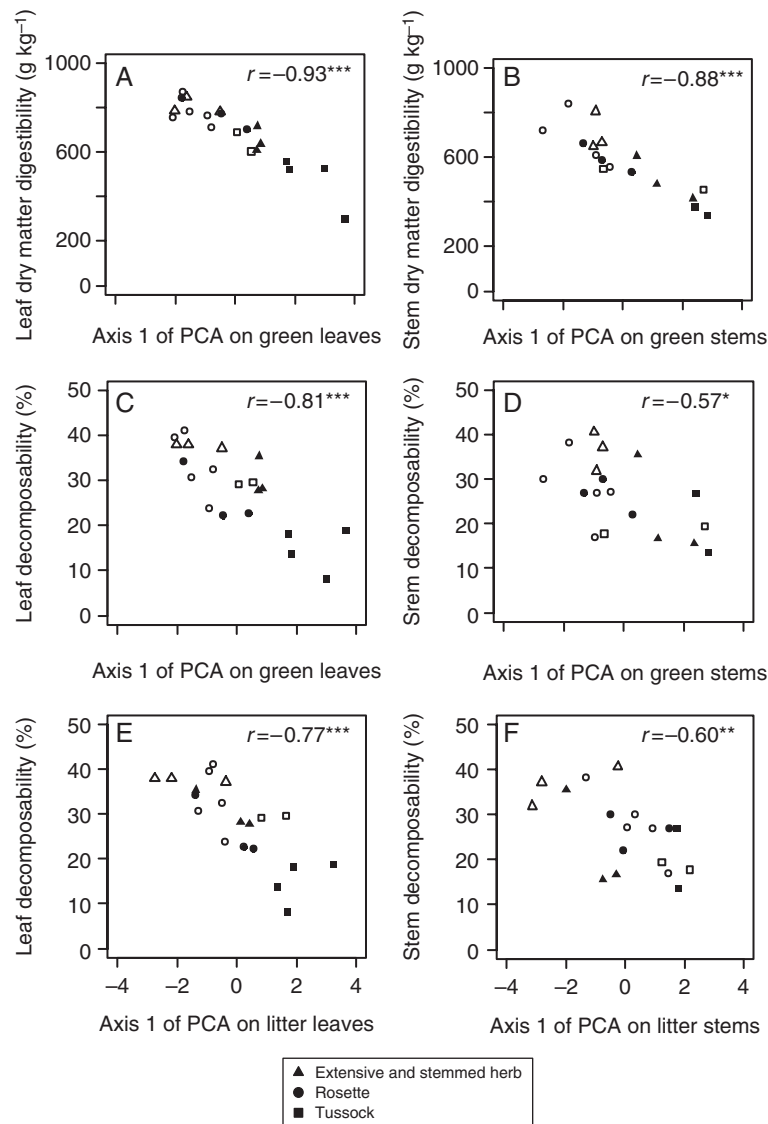 A
r=–0.93***
Leaf dry matter digestibility (g kg⁻¹)
1000
600
200
0
Axis 1 of PCA on green leaves
B
r=–0.88***
Stem dry matter digestibility (g kg⁻¹)
1000
600
200
0
Axis 1 of PCA on green stems
C
r=–0.81***
Leaf decomposability (%)
50
40
30
20
10
0
–4
–2
0
2
4
Axis 1 of PCA on green leaves
D
r=–0.57*
Srem decomposability (%)
50
40
30
20
10
0
Axis 1 of PCA on green stems
E
r=–0.77***
Leaf decomposability (%)
50
40
30
20
10
0
–4
–2
0
2
4
Axis 1 of PCA on litter leaves
F
r=–0.60**
Stem decomposability (%)
50
40
30
20
10
0
–4
–2
0
2
4
Axis 1 of PCA on litter stems
Extensive and stemmed herb
Rosette
Tussock